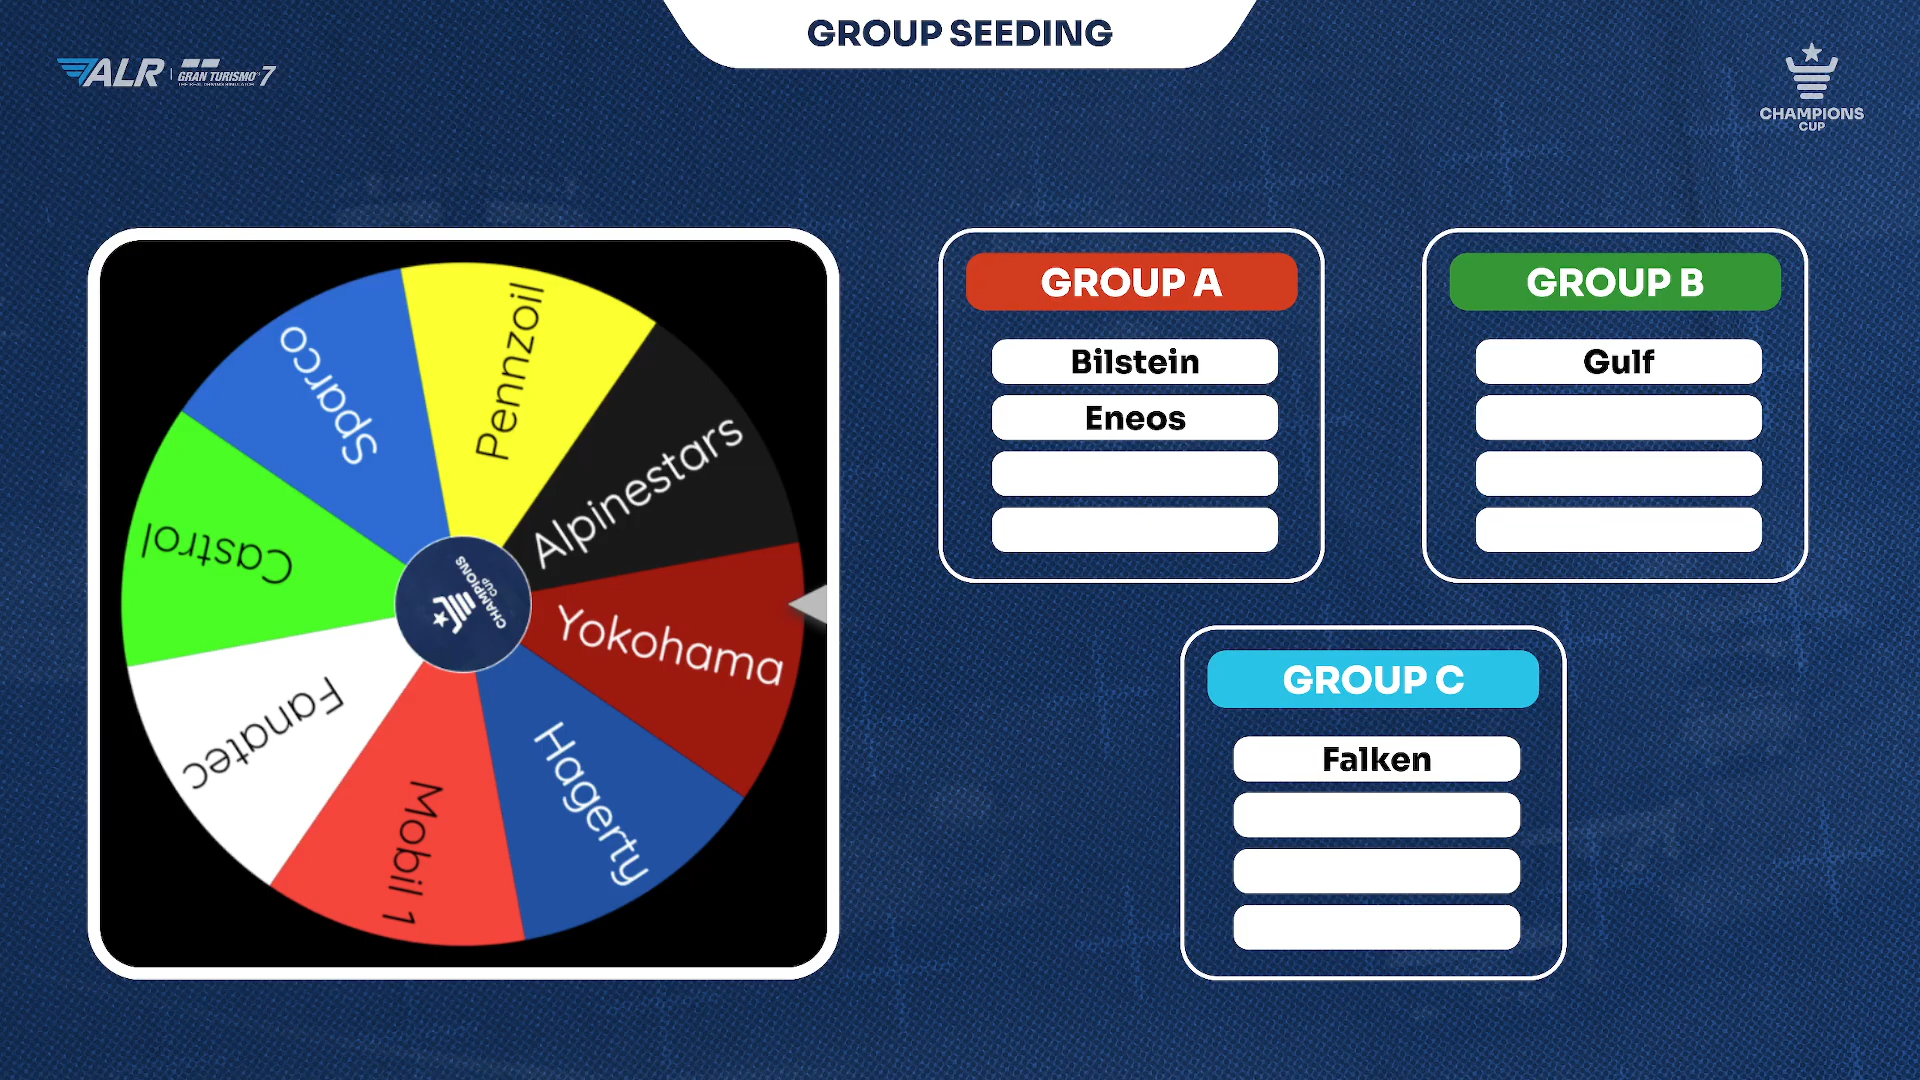 GROUP SEEDING
ALR
GRAN TURISMO 7
CHAMPIONS
CUP
Pennzoil
Alpinestars
Yokohama
Hagerty
Mobil 1
Fanatec
Castrol
Sparco
CHAMPIONS
CUP
GROUP A
Bilstein
Eneos
GROUP B
Gulf
GROUP C
Falken